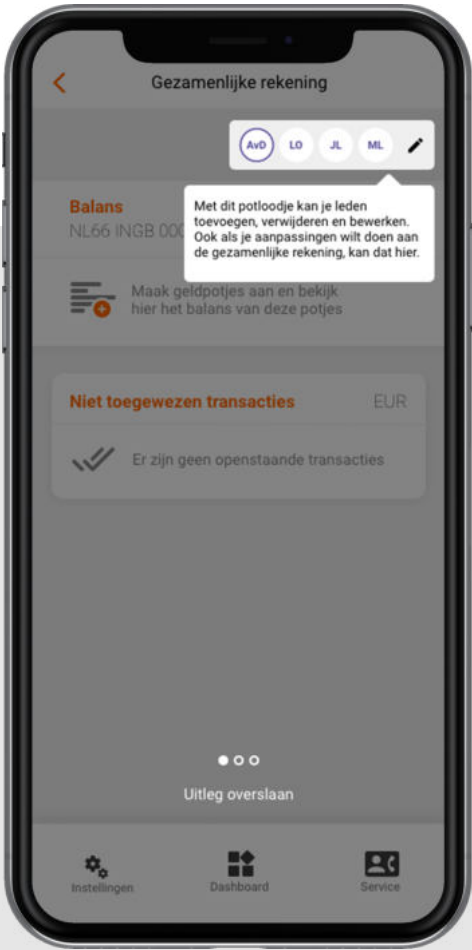 Gezamenlijke rekening
AvD LO JL ML
Met dit potloodje kan je leden
toevoegen, verwijderen en bewerken.
Ook als je aanpassingen wilt doen aan
de gezamenlijke rekening, kan dat hier.
Balans
NL66 INGB 000
Maak geldpotjes aan en bekijk
hier het balans van deze potjes
Niet toegewezen transacties EUR
Er zijn geen openstaande transacties
Uitleg overslaan
Instellingen Dashboard Service